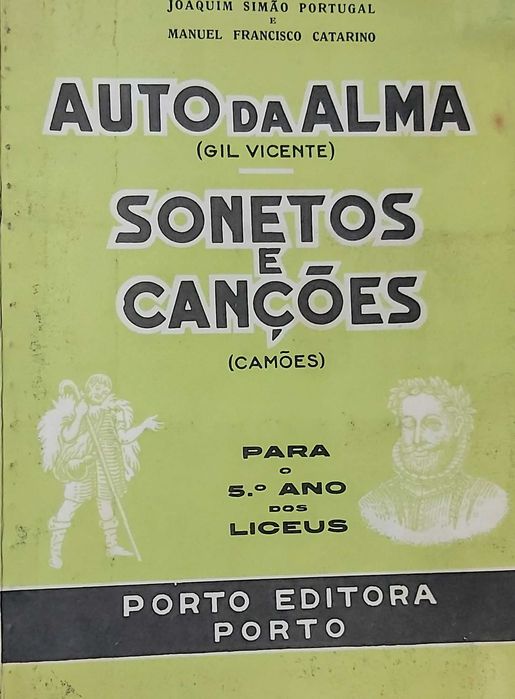 JOAQUIM SIMÃO PORTUGAL
E
MANUEL FRANCISCO CATARINO
AUTO DA ALMA
(GIL VICENTE)
SONETOS
E
CANÇÕES
(CAMÕES)
PARA
O
5.º ANO
DOS
LICEUS
PORTO EDITORA
PORTO